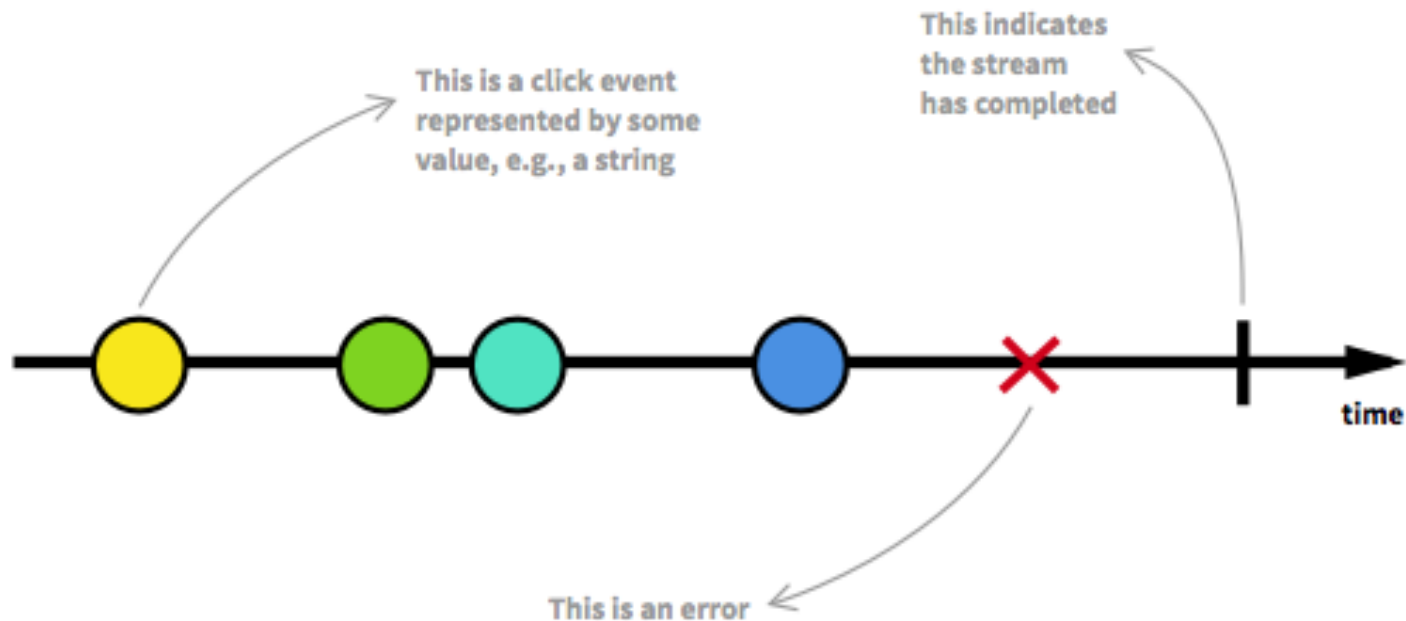 This indicates
the stream
has completed
This is a click event
represented by some
value, e.g., a string
time
This is an error